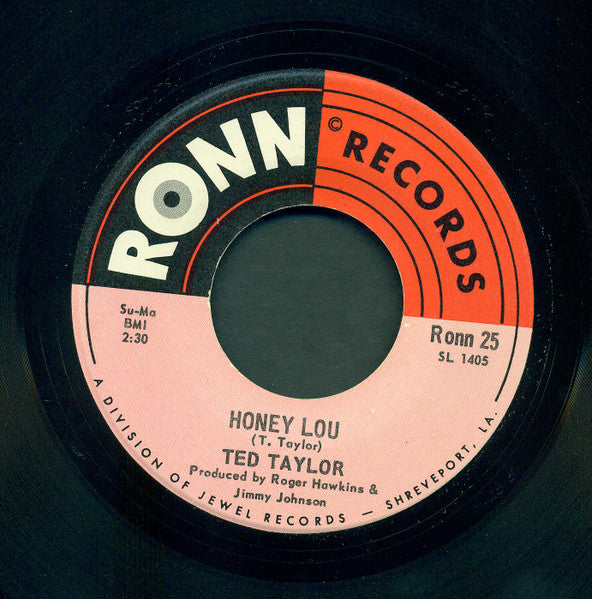 RONN
© RECORDS
Su-Ma
BMI
2:30
Ronn 25
SL 1405
HONEY LOU
(T. Taylor)
TED TAYLOR
Produced by Roger Hawkins &
Jimmy Johnson
A DIVISION OF JEWEL RECORDS — SHREVEPORT, LA.